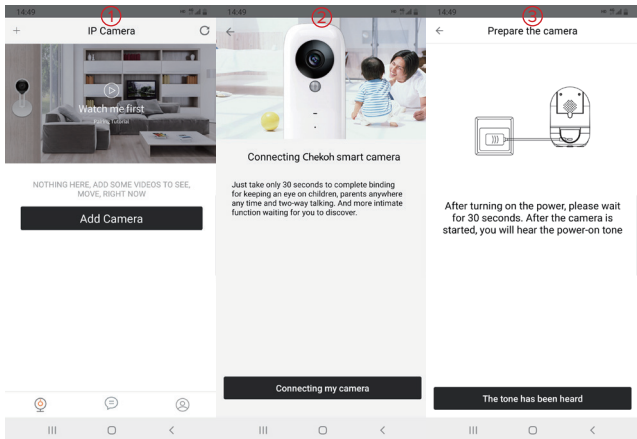 14:49
①
IP Camera
Watch me first
NOTHING HERE, ADD SOME VIDEOS TO SEE,
MOVE, RIGHT NOW
Add Camera
14:49
②
Connecting Chekoh smart camera
Just take only 30 seconds to complete binding
for keeping an eye on children, parents anywhere
any time and two-way talking. And more intimate
function waiting for you to discover.
Connecting my camera
14:49
③
Prepare the camera
After turning on the power, please wait
for 30 seconds. After the camera is
started, you will hear the power-on tone
The tone has been heard